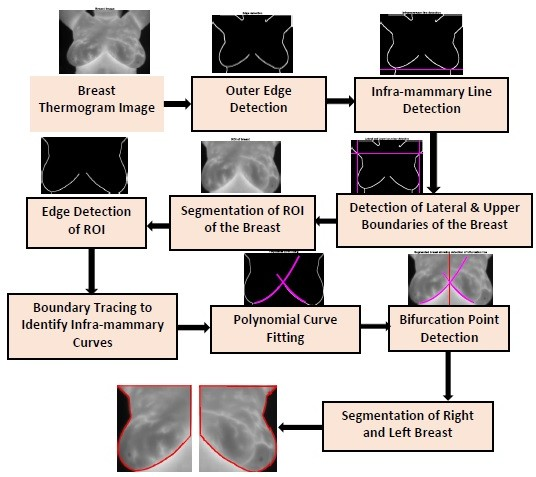 Breast
Thermogram Image
Outer Edge
Detection
Infra-mammary Line
Detection
Detection of Lateral & Upper
Boundaries of the Breast
Segmentation of ROI
of the Breast
Edge Detection
of ROI
Boundary Tracing to
Identify Infra-mammary
Curves
Polynomial Curve
Fitting
Bifurcation Point
Detection
Segmentation of Right
and Left Breast